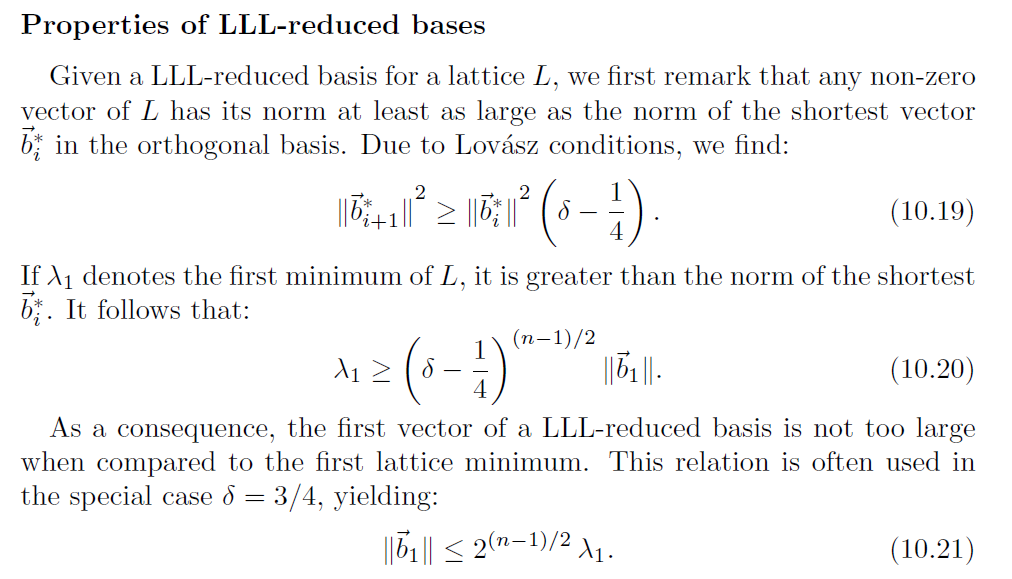 Properties of LLL-reduced bases
Given a LLL-reduced basis for a lattice L, we first remark that any non-zero
vector of L has its norm at least as large as the norm of the shortest vector
$\vec{b}_i^*$ in the orthogonal basis. Due to Lovász conditions, we find:
$\|\vec{b}_{i+1}^*\|^2 \geq \|\vec{b}_i^*\|^2 \left(\delta - \frac{1}{4}\right).$ (10.19)
If $\lambda_1$ denotes the first minimum of L, it is greater than the norm of the shortest
$\vec{b}_i^*$. It follows that:
$\lambda_1 \geq \left(\delta - \frac{1}{4}\right)^{(n-1)/2} \|\vec{b}_1\|.$ (10.20)
As a consequence, the first vector of a LLL-reduced basis is not too large
when compared to the first lattice minimum. This relation is often used in
the special case $\delta = 3/4$, yielding:
$\|\vec{b}_1\| \leq 2^{(n-1)/2} \lambda_1.$ (10.21)